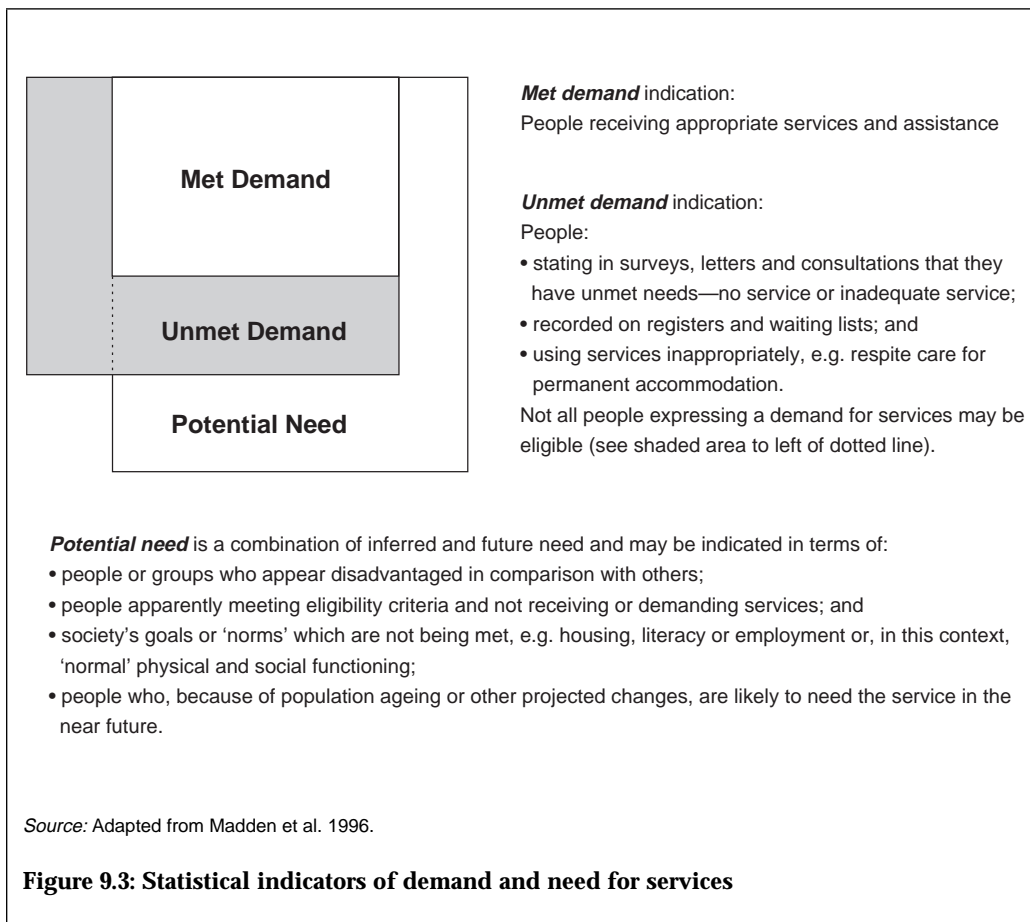 Met Demand
Unmet Demand
Potential Need
Met demand indication:
People receiving appropriate services and assistance
Unmet demand indication:
People:
• stating in surveys, letters and consultations that they
have unmet needs—no service or inadequate service;
• recorded on registers and waiting lists; and
• using services inappropriately, e.g. respite care for
permanent accommodation.
Not all people expressing a demand for services may be
eligible (see shaded area to left of dotted line).
Potential need is a combination of inferred and future need and may be indicated in terms of:
• people or groups who appear disadvantaged in comparison with others;
• people apparently meeting eligibility criteria and not receiving or demanding services; and
• society’s goals or ‘norms’ which are not being met, e.g. housing, literacy or employment or, in this context,
‘normal’ physical and social functioning;
• people who, because of population ageing or other projected changes, are likely to need the service in the
near future.
Source: Adapted from Madden et al. 1996.
Figure 9.3: Statistical indicators of demand and need for services